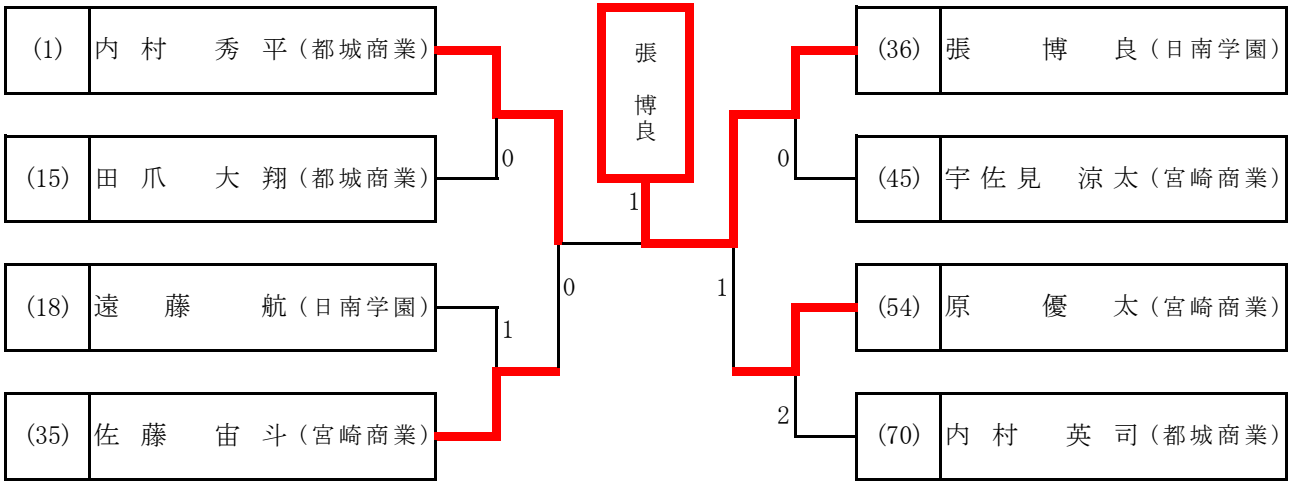 (1) 内村 秀平 (都城商業)
0
(15) 田爪 大翔 (都城商業)
(18) 遠藤 航 (日南学園)
1
(35) 佐藤 宙斗 (宮崎商業)
0
張 博良
1
(36) 張 博良 (日南学園)
0
(45) 宇佐見 涼太 (宮崎商業)
1
(54) 原 優太 (宮崎商業)
2
(70) 内村 英司 (都城商業)